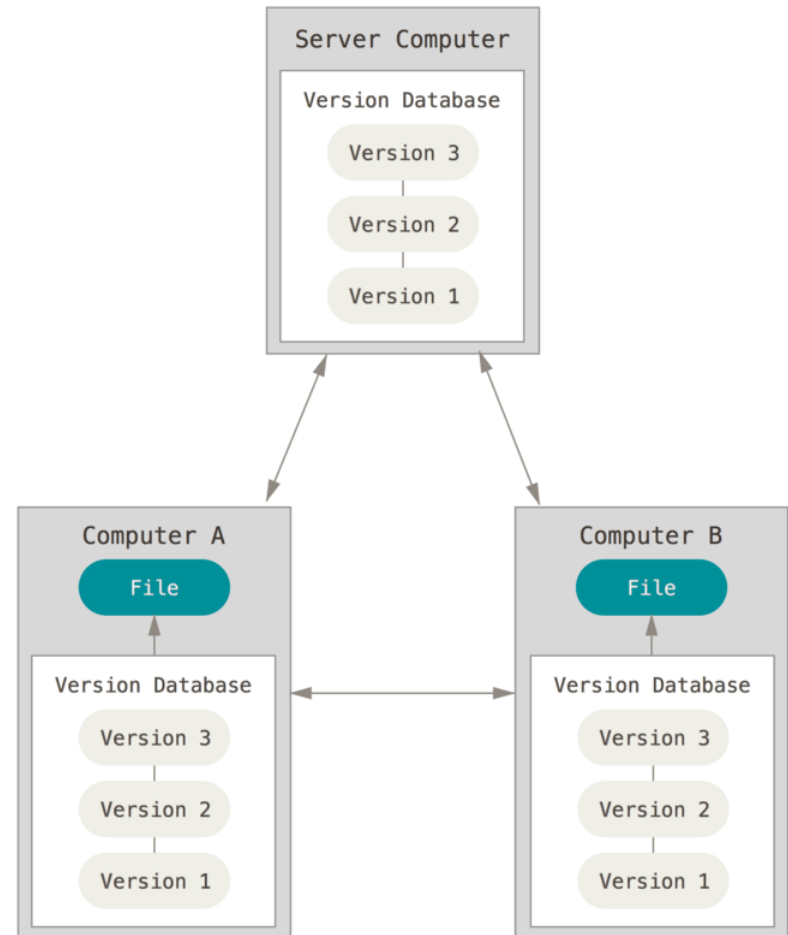 Server Computer
Version Database
Version 3
Version 2
Version 1
Computer A
File
Version Database
Version 3
Version 2
Version 1
Computer B
File
Version Database
Version 3
Version 2
Version 1